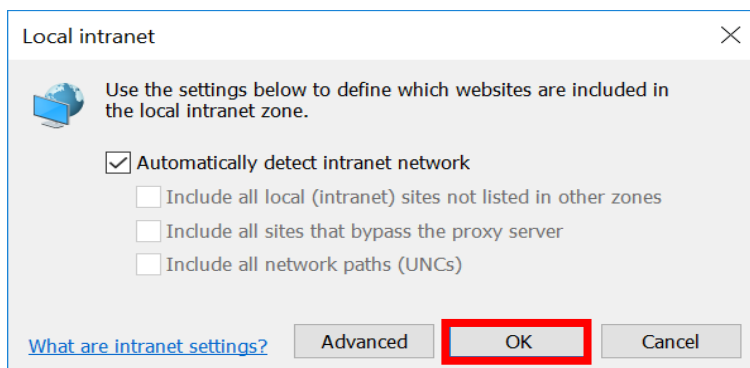 Local intranet
Use the settings below to define which websites are included in
the local intranet zone.
Automatically detect intranet network
Include all local (intranet) sites not listed in other zones
Include all sites that bypass the proxy server
Include all network paths (UNCs)
What are intranet settings? Advanced OK Cancel